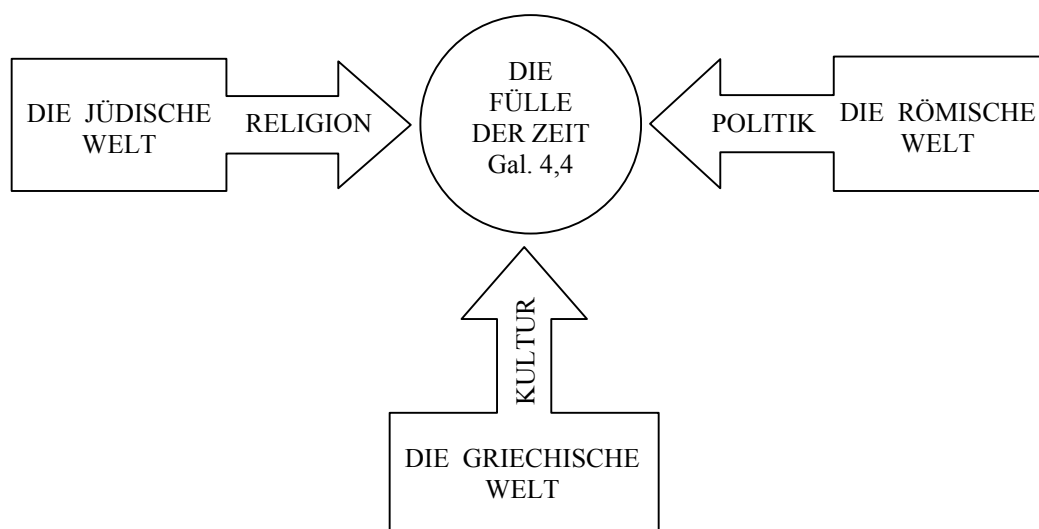 DIE JÜDISCHE
WELT
RELIGION
DIE
FÜLLE
DER ZEIT
Gal. 4,4
POLITIK
DIE RÖMISCHE
WELT
KULTUR
DIE GRIECHISCHE
WELT